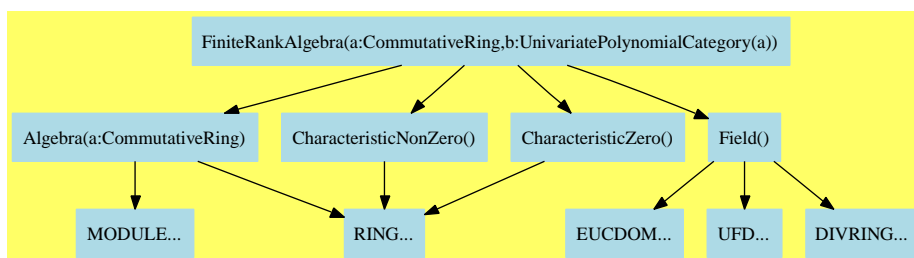 FiniteRankAlgebra(a:CommutativeRing,b:UnivariatePolynomialCategory(a))
Algebra(a:CommutativeRing)
CharacteristicNonZero()
CharacteristicZero()
Field()
MODULE...
RING...
EUCDOM...
UFD...
DIVRING...